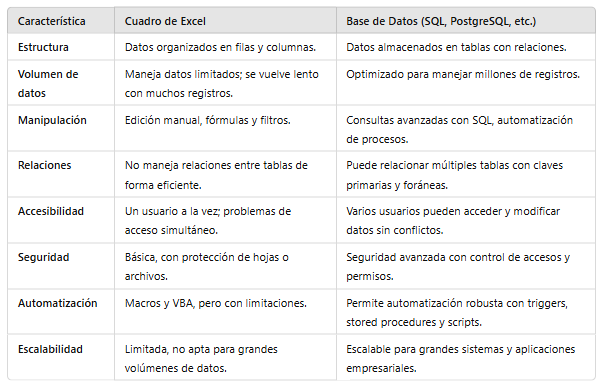 Característica Cuadro de Excel Base de Datos (SQL, PostgreSQL, etc.)
Estructura Datos organizados en filas y columnas. Datos almacenados en tablas con relaciones.
Volumen de datos Maneja datos limitados; se vuelve lento con muchos registros. Optimizado para manejar millones de registros.
Manipulación Edición manual, fórmulas y filtros. Consultas avanzadas con SQL, automatización de procesos.
Relaciones No maneja relaciones entre tablas de forma eficiente. Puede relacionar múltiples tablas con claves primarias y foráneas.
Accesibilidad Un usuario a la vez; problemas de acceso simultáneo. Varios usuarios pueden acceder y modificar datos sin conflictos.
Seguridad Básica, con protección de hojas o archivos. Seguridad avanzada con control de accesos y permisos.
Automatización Macros y VBA, pero con limitaciones. Permite automatización robusta con triggers, stored procedures y scripts.
Escalabilidad Limitada, no apta para grandes volúmenes de datos. Escalable para grandes sistemas y aplicaciones empresariales.